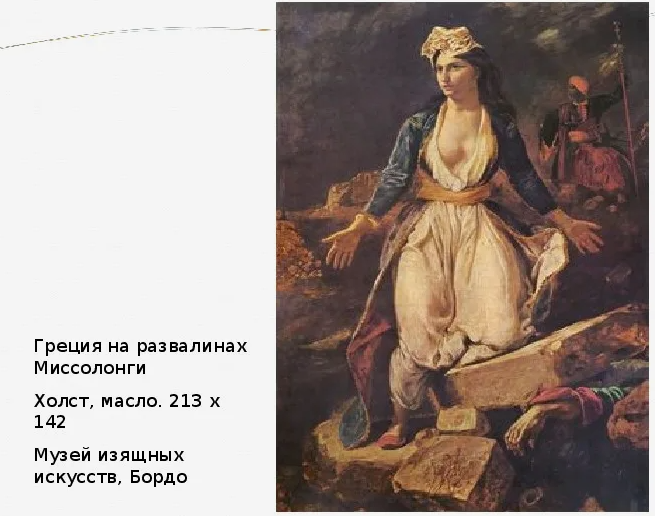 Греция на развалинах
Миссолонги
Холст, масло. 213 x
142
Музей изящных
искусств, Бордо